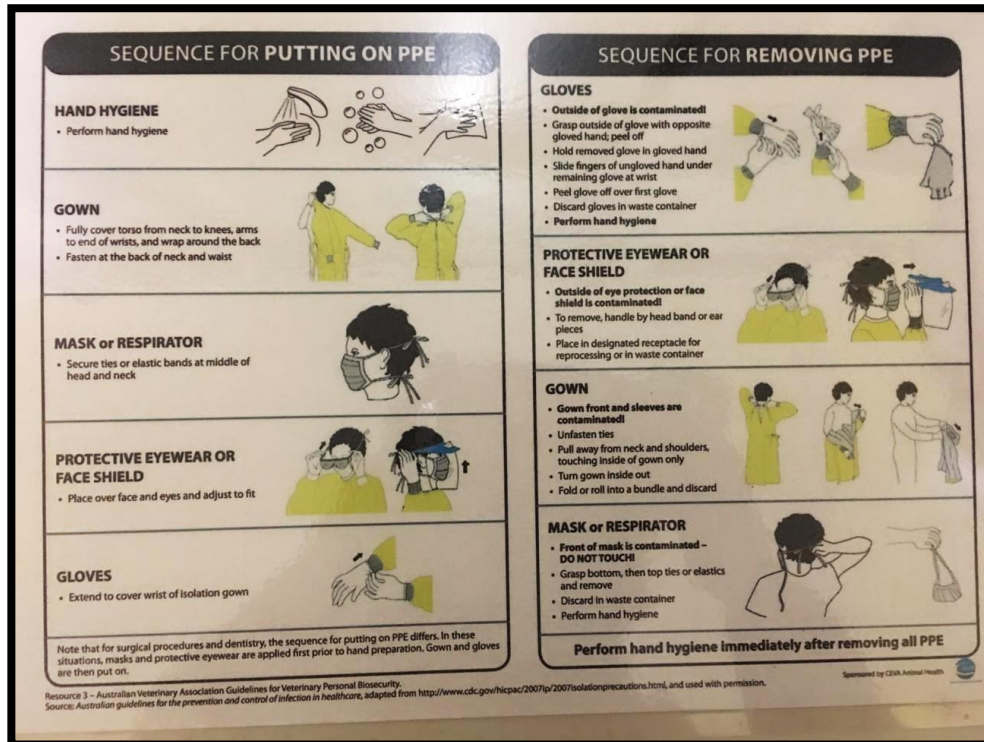 SEQUENCE FOR PUTTING ON PPE
HAND HYGIENE
• Perform hand hygiene
GOWN
• Fully cover torso from neck to knees, arms
to end of wrists, and wrap around the back
• Fasten at the back of neck and waist
MASK or RESPIRATOR
• Secure ties or elastic bands at middle of
head and neck
PROTECTIVE EYEWEAR OR
FACE SHIELD
• Place over face and eyes and adjust to fit
GLOVES
• Extend to cover wrist of isolation gown
Note that for surgical procedures and dentistry, the sequence for putting on PPE differs. In these
situations, masks and protective eyewear are applied first prior to hand preparation. Gown and gloves
are then put on.
SEQUENCE FOR REMOVING PPE
GLOVES
• Outside of glove is contaminated!
• Grasp outside of glove with opposite
gloved hand; peel off
• Hold removed glove in gloved hand
• Slide fingers of ungloved hand under
remaining glove at wrist
• Peel glove off over first glove
• Discard gloves in waste container
• Perform hand hygiene
PROTECTIVE EYEWEAR OR
FACE SHIELD
• Outside of eye protection or face
shield is contaminated!
• To remove, handle by head band or ear
pieces
• Place in designated receptacle for
reprocessing or in waste container
GOWN
• Gown front and sleeves are
contaminated!
• Unfasten ties
• Pull away from neck and shoulders,
touching inside of gown only
• Turn gown inside out
• Fold or roll into a bundle and discard
MASK or RESPIRATOR
• Front of mask is contaminated –
DO NOT TOUCH!
• Grasp bottom, then top ties or elastics
and remove
• Discard in waste container
• Perform hand hygiene
Perform hand hygiene immediately after removing all PPE
Sponsored by CEVA Animal Health
Resource 3 – Australian Veterinary Association Guidelines for Veterinary Personal Biosecurity.
Source: Australian guidelines for the prevention and control of infection in healthcare, adapted from http://www.cdc.gov/hicpac/2007ip/2007isolationprecautions.html, and used with permission.